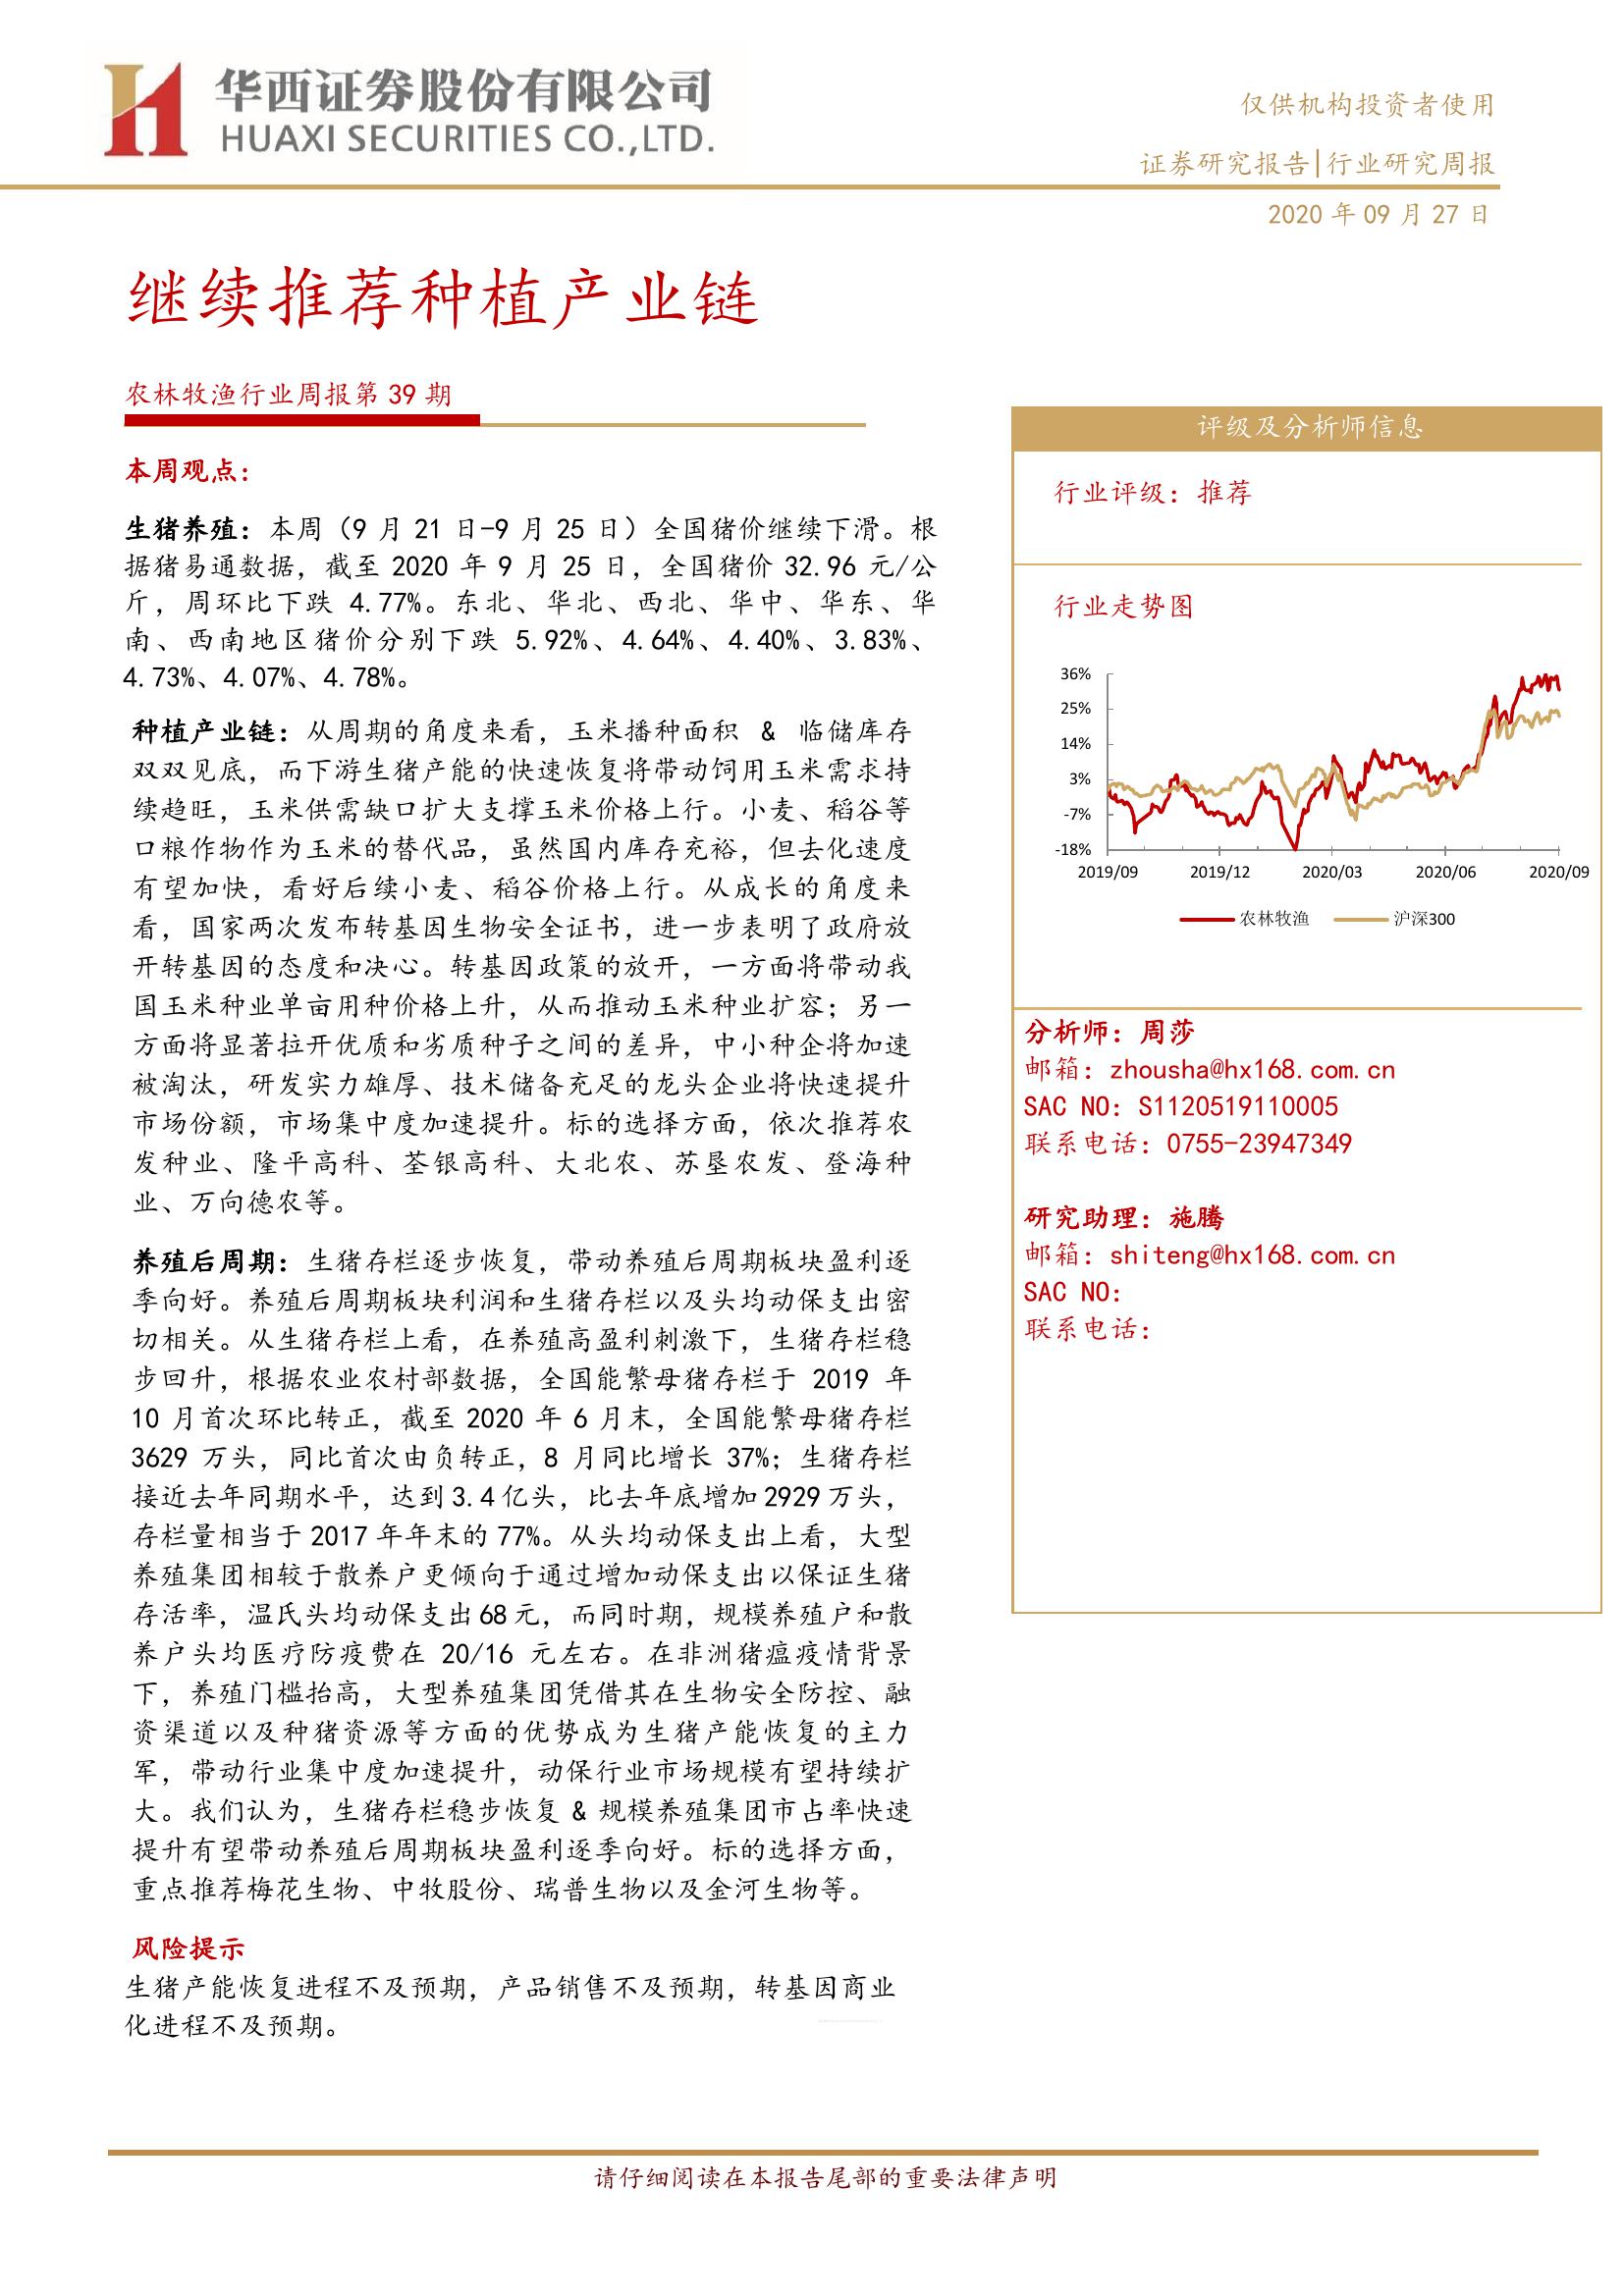 华西证券股份有限公司
HUAXI SECURITIES CO.,LTD.
仅供机构投资者使用
证券研究报告|行业研究周报
2020 年 09 月 27 日
继续推荐种植产业链
农林牧渔行业周报第 39 期
本周观点：
生猪养殖：本周（9 月 21 日-9 月 25 日）全国猪价继续下滑。根
据猪易通数据，截至 2020 年 9 月 25 日，全国猪价 32.96 元/公
斤，周环比下跌 4.77%。东北、华北、西北、华中、华东、华
南、西南地区猪价分别下跌 5.92%、4.64%、4.40%、3.83%、
4.73%、4.07%、4.78%。
种植产业链：从周期的角度来看，玉米播种面积 & 临储库存
双双见底，而下游生猪产能的快速恢复将带动饲用玉米需求持
续趋旺，玉米供需缺口扩大支撑玉米价格上行。小麦、稻谷等
口粮作物作为玉米的替代品，虽然国内库存充裕，但去化速度
有望加快，看好后续小麦、稻谷价格上行。从成长的角度来
看，国家两次发布转基因生物安全证书，进一步表明了政府放
开转基因的态度和决心。转基因政策的放开，一方面将带动我
国玉米种业单亩用种价格上升，从而推动玉米种业扩容；另一
方面将显著拉开优质和劣质种子之间的差异，中小种企将加速
被淘汰，研发实力雄厚、技术储备充足的龙头企业将快速提升
市场份额，市场集中度加速提升。标的选择方面，依次推荐农
发种业、隆平高科、荃银高科、大北农、苏垦农发、登海种
业、万向德农等。
养殖后周期：生猪存栏逐步恢复，带动养殖后周期板块盈利逐
季向好。养殖后周期板块利润和生猪存栏以及头均动保支出密
切相关。从生猪存栏上看，在养殖高盈利刺激下，生猪存栏稳
步回升，根据农业农村部数据，全国能繁母猪存栏于 2019 年
10 月首次环比转正，截至 2020 年 6 月末，全国能繁母猪存栏
3629 万头，同比首次由负转正，8 月同比增长 37%；生猪存栏
接近去年同期水平，达到 3.4 亿头，比去年底增加 2929 万头，
存栏量相当于 2017 年年末的 77%。从头均动保支出上看，大型
养殖集团相较于散养户更倾向于通过增加动保支出以保证生猪
存活率，温氏头均动保支出 68 元，而同时期，规模养殖户和散
养户头均医疗防疫费在 20/16 元左右。在非洲猪瘟疫情背景
下，养殖门槛抬高，大型养殖集团凭借其在生物安全防控、融
资渠道以及种猪资源等方面的优势成为生猪产能恢复的主力
军，带动行业集中度加速提升，动保行业市场规模有望持续扩
大。我们认为，生猪存栏稳步恢复 & 规模养殖集团市占率快速
提升有望带动养殖后周期板块盈利逐季向好。标的选择方面，
重点推荐梅花生物、中牧股份、瑞普生物以及金河生物等。
风险提示
生猪产能恢复进程不及预期，产品销售不及预期，转基因商业
化进程不及预期。
评级及分析师信息
行业评级：推荐
行业走势图
36%
25%
14%
3%
-7%
-18%
2019/09 2019/12 2020/03 2020/06 2020/09
农林牧渔 沪深300
分析师：周莎
邮箱：zhousha@hx168.com.cn
SAC NO：S1120519110005
联系电话：0755-23947349
研究助理：施腾
邮箱：shiteng@hx168.com.cn
SAC NO：
联系电话：
请仔细阅读在本报告尾部的重要法律声明